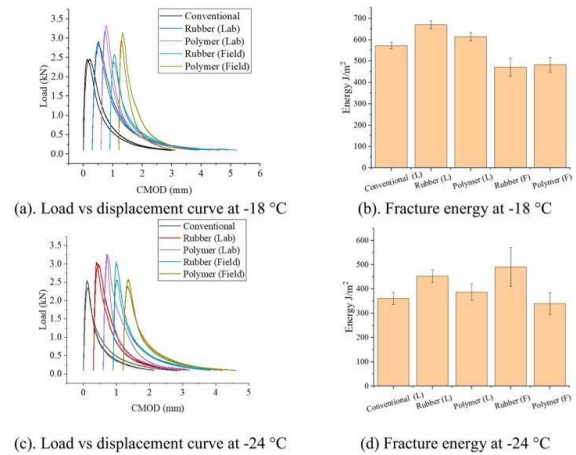 Conventional
Rubber (Lab)
Polymer (Lab)
Rubber (Field)
Polymer (Field)
Load (kN)
3.5
3.0
2.5
2.0
1.5
1.0
0.5
0.0
0 1 2 3 4 5 6
CMOD (mm)
(a). Load vs displacement curve at -18 °C
Energy J/m²
700
600
500
400
300
200
100
0
Conventional (L) Rubber (L) Polymer (L) Rubber (F) Polymer (F)
(b). Fracture energy at -18 °C
Conventional
Rubber (Lab)
Polymer (Lab)
Rubber (Field)
Polymer (Field)
Load (kN)
3.5
3.0
2.5
2.0
1.5
1.0
0.5
0.0
0 1 2 3 4 5
CMOD (mm)
(c). Load vs displacement curve at -24 °C
Energy J/m²
700
600
500
400
300
200
100
0
Conventional (L) Rubber (L) Polymer (L) Rubber (F) Polymer (F)
(d) Fracture energy at -24 °C